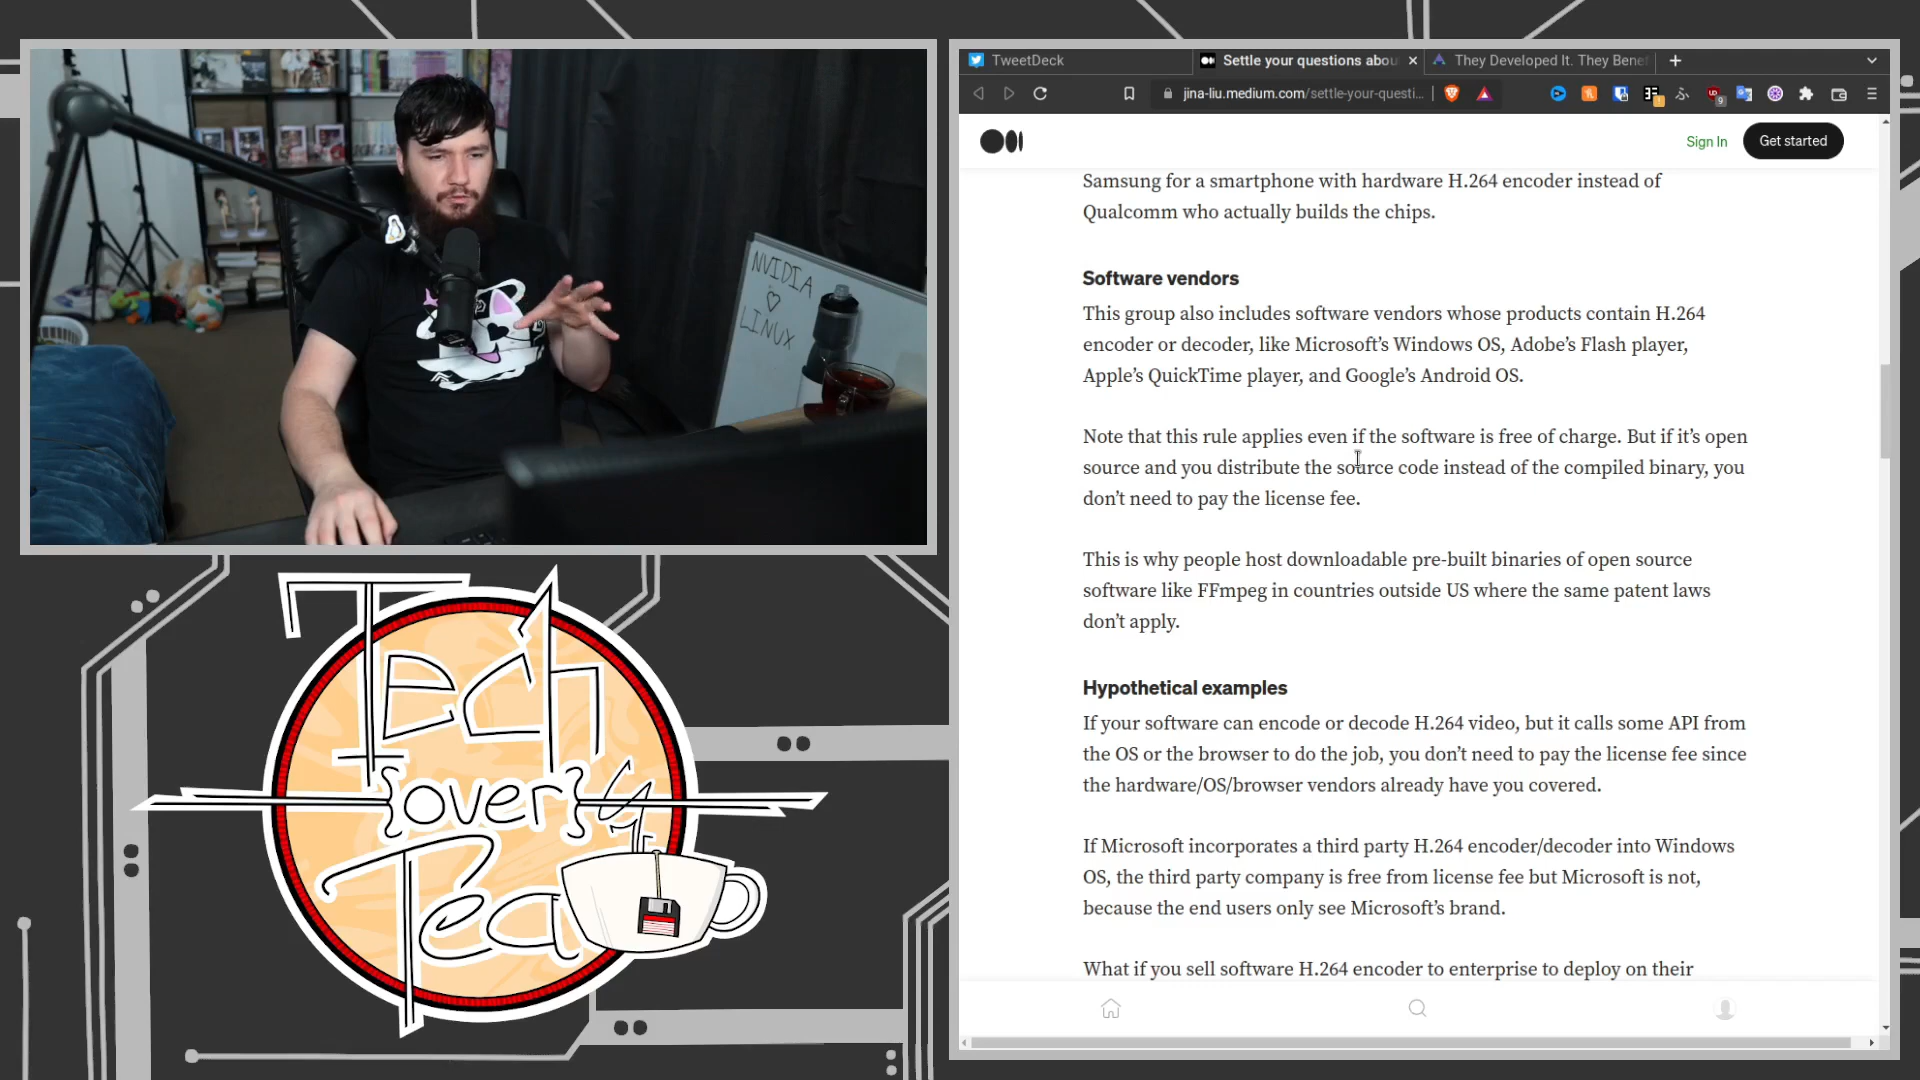 NVIDIA
LINUX
Tech
{over}
Tea
TweetDeck
Settle your questions abou
They Developed It. They Benef
jina-liu.medium.com/settle-your-questi...
Sign In
Get started
Samsung for a smartphone with hardware H.264 encoder instead of
Qualcomm who actually builds the chips.
Software vendors
This group also includes software vendors whose products contain H.264
encoder or decoder, like Microsoft’s Windows OS, Adobe’s Flash player,
Apple’s QuickTime player, and Google’s Android OS.
Note that this rule applies even if the software is free of charge. But if it’s open
source and you distribute the source code instead of the compiled binary, you
don’t need to pay the license fee.
This is why people host downloadable pre-built binaries of open source
software like FFmpeg in countries outside US where the same patent laws
don’t apply.
Hypothetical examples
If your software can encode or decode H.264 video, but it calls some API from
the OS or the browser to do the job, you don’t need to pay the license fee since
the hardware/OS/browser vendors already have you covered.
If Microsoft incorporates a third party H.264 encoder/decoder into Windows
OS, the third party company is free from license fee but Microsoft is not,
because the end users only see Microsoft’s brand.
What if you sell software H.264 encoder to enterprise to deploy on their